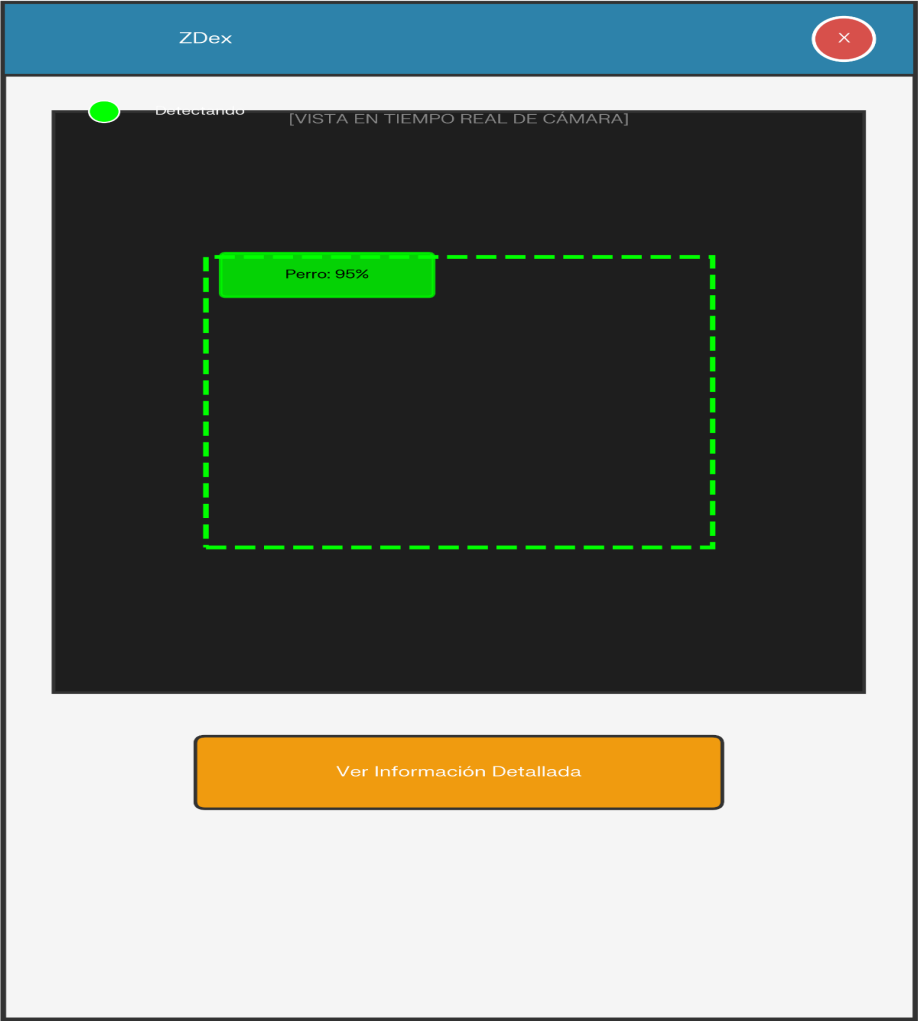 ZDex
×
Detectando
[VISTA EN TIEMPO REAL DE CÁMARA]
Perro: 95%
Ver Información Detallada